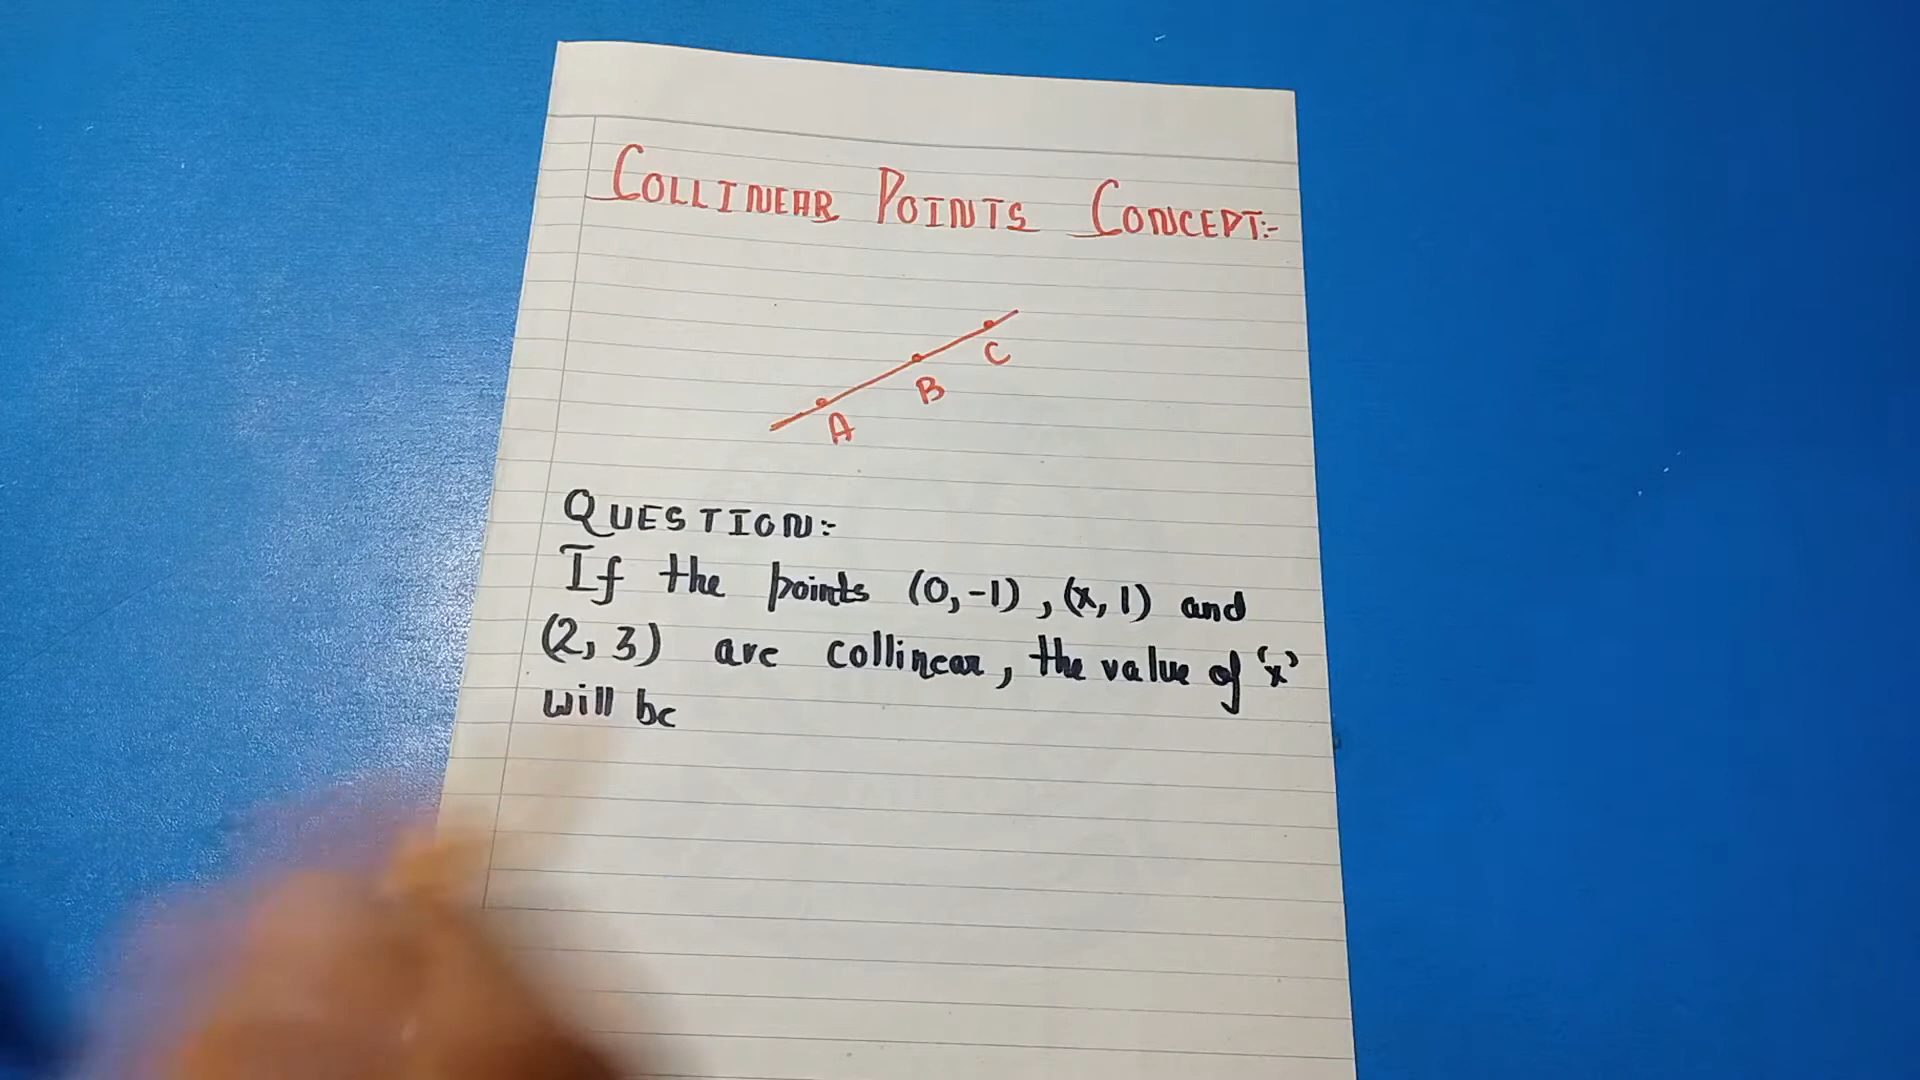 COLLINEAR POINTS CONCEPT:-
C
B
A
QUESTION:-
If the points (0,-1), (x, 1) and
(2, 3) are collinear, the value of 'x'
will be